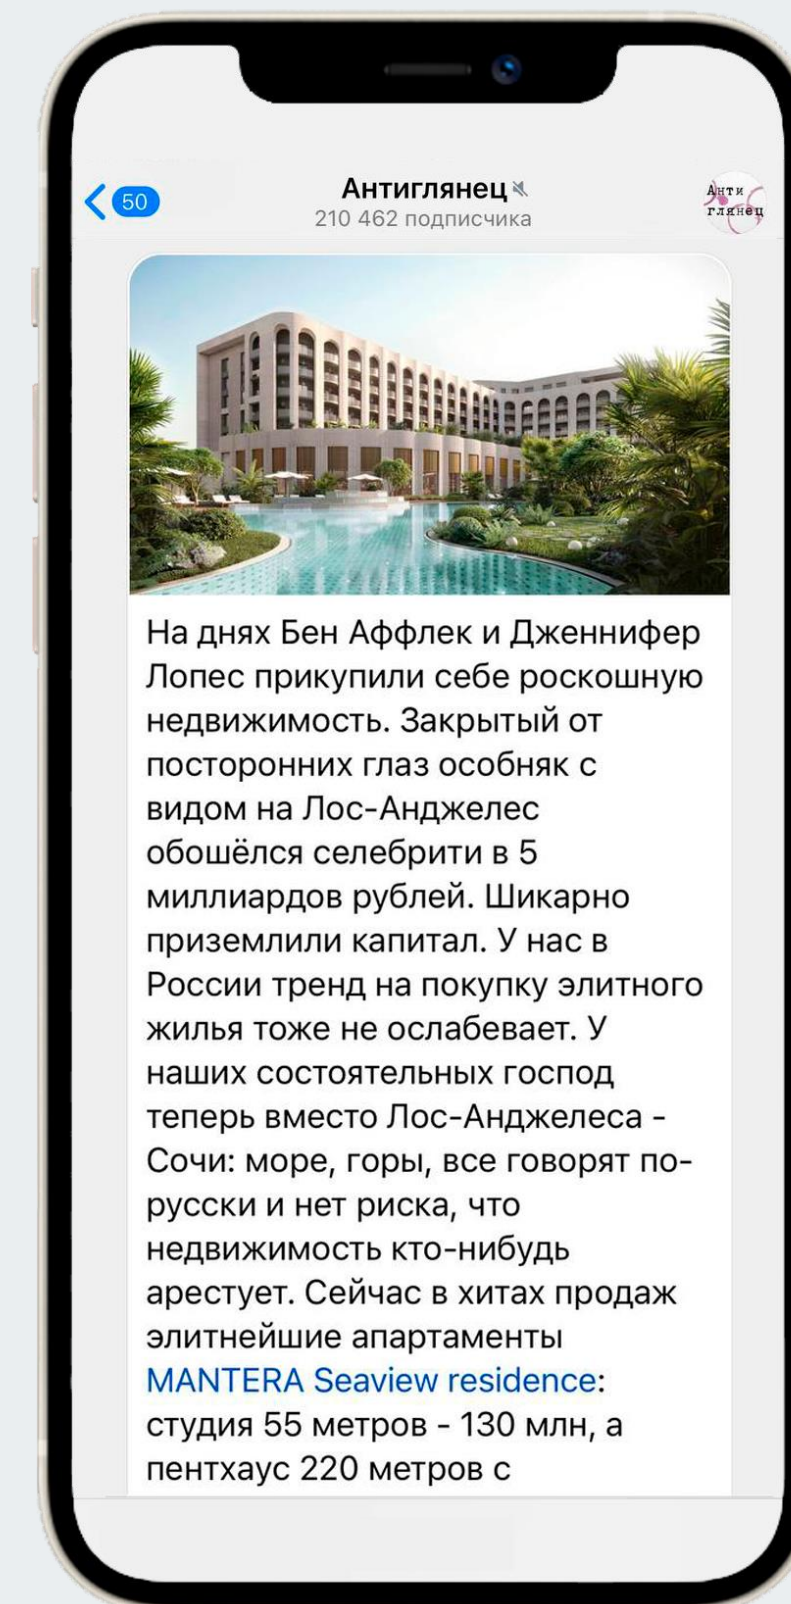 50
Антиглянец
210 462 подписчика
Анти
глянец
На днях Бен Аффлек и Дженнифер
Лопес прикупили себе роскошную
недвижимость. Закрытый от
посторонних глаз особняк с
видом на Лос-Анджелес
обошёлся селебрити в 5
миллиардов рублей. Шикарно
приземлили капитал. У нас в
России тренд на покупку элитного
жилья тоже не ослабевает. У
наших состоятельных господ
теперь вместо Лос-Анджелеса -
Сочи: море, горы, все говорят по-
русски и нет риска, что
недвижимость кто-нибудь
арестует. Сейчас в хитах продаж
элитнейшие апартаменты
MANTERA Seaview residence:
студия 55 метров - 130 млн, а
пентхаус 220 метров с